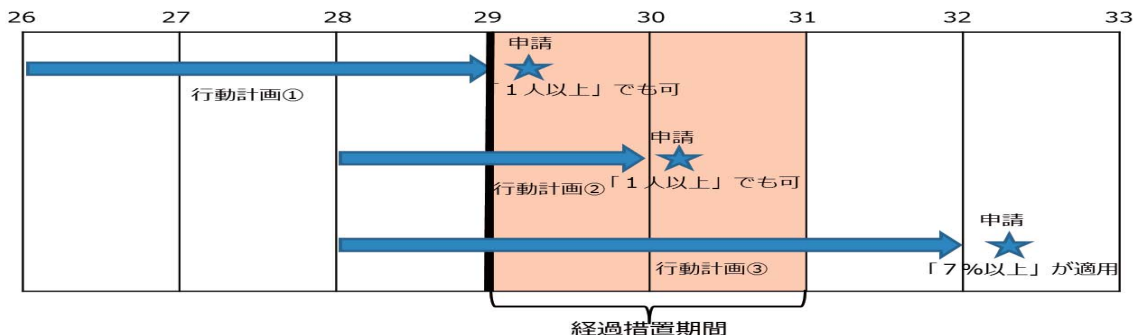 26 27 28 29 30 31 32 33
申請
行動計画①
「１人以上」でも可
申請
行動計画②
「１人以上」でも可
申請
行動計画③
「７%以上」が適用
経過措置期間